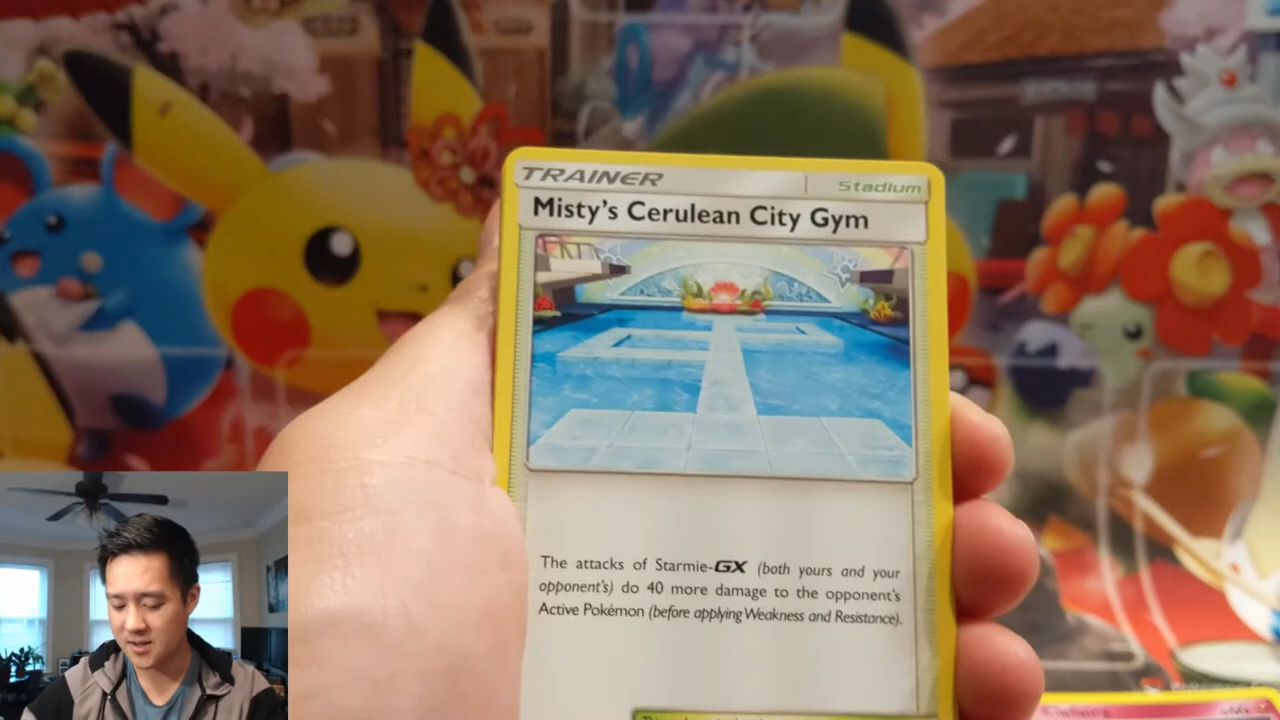 TRAINER
Stadium
Misty's Cerulean City Gym
The attacks of Starmie-GX (both yours and your
opponent's) do 40 more damage to the opponent's
Active Pokémon (before applying Weakness and Resistance).